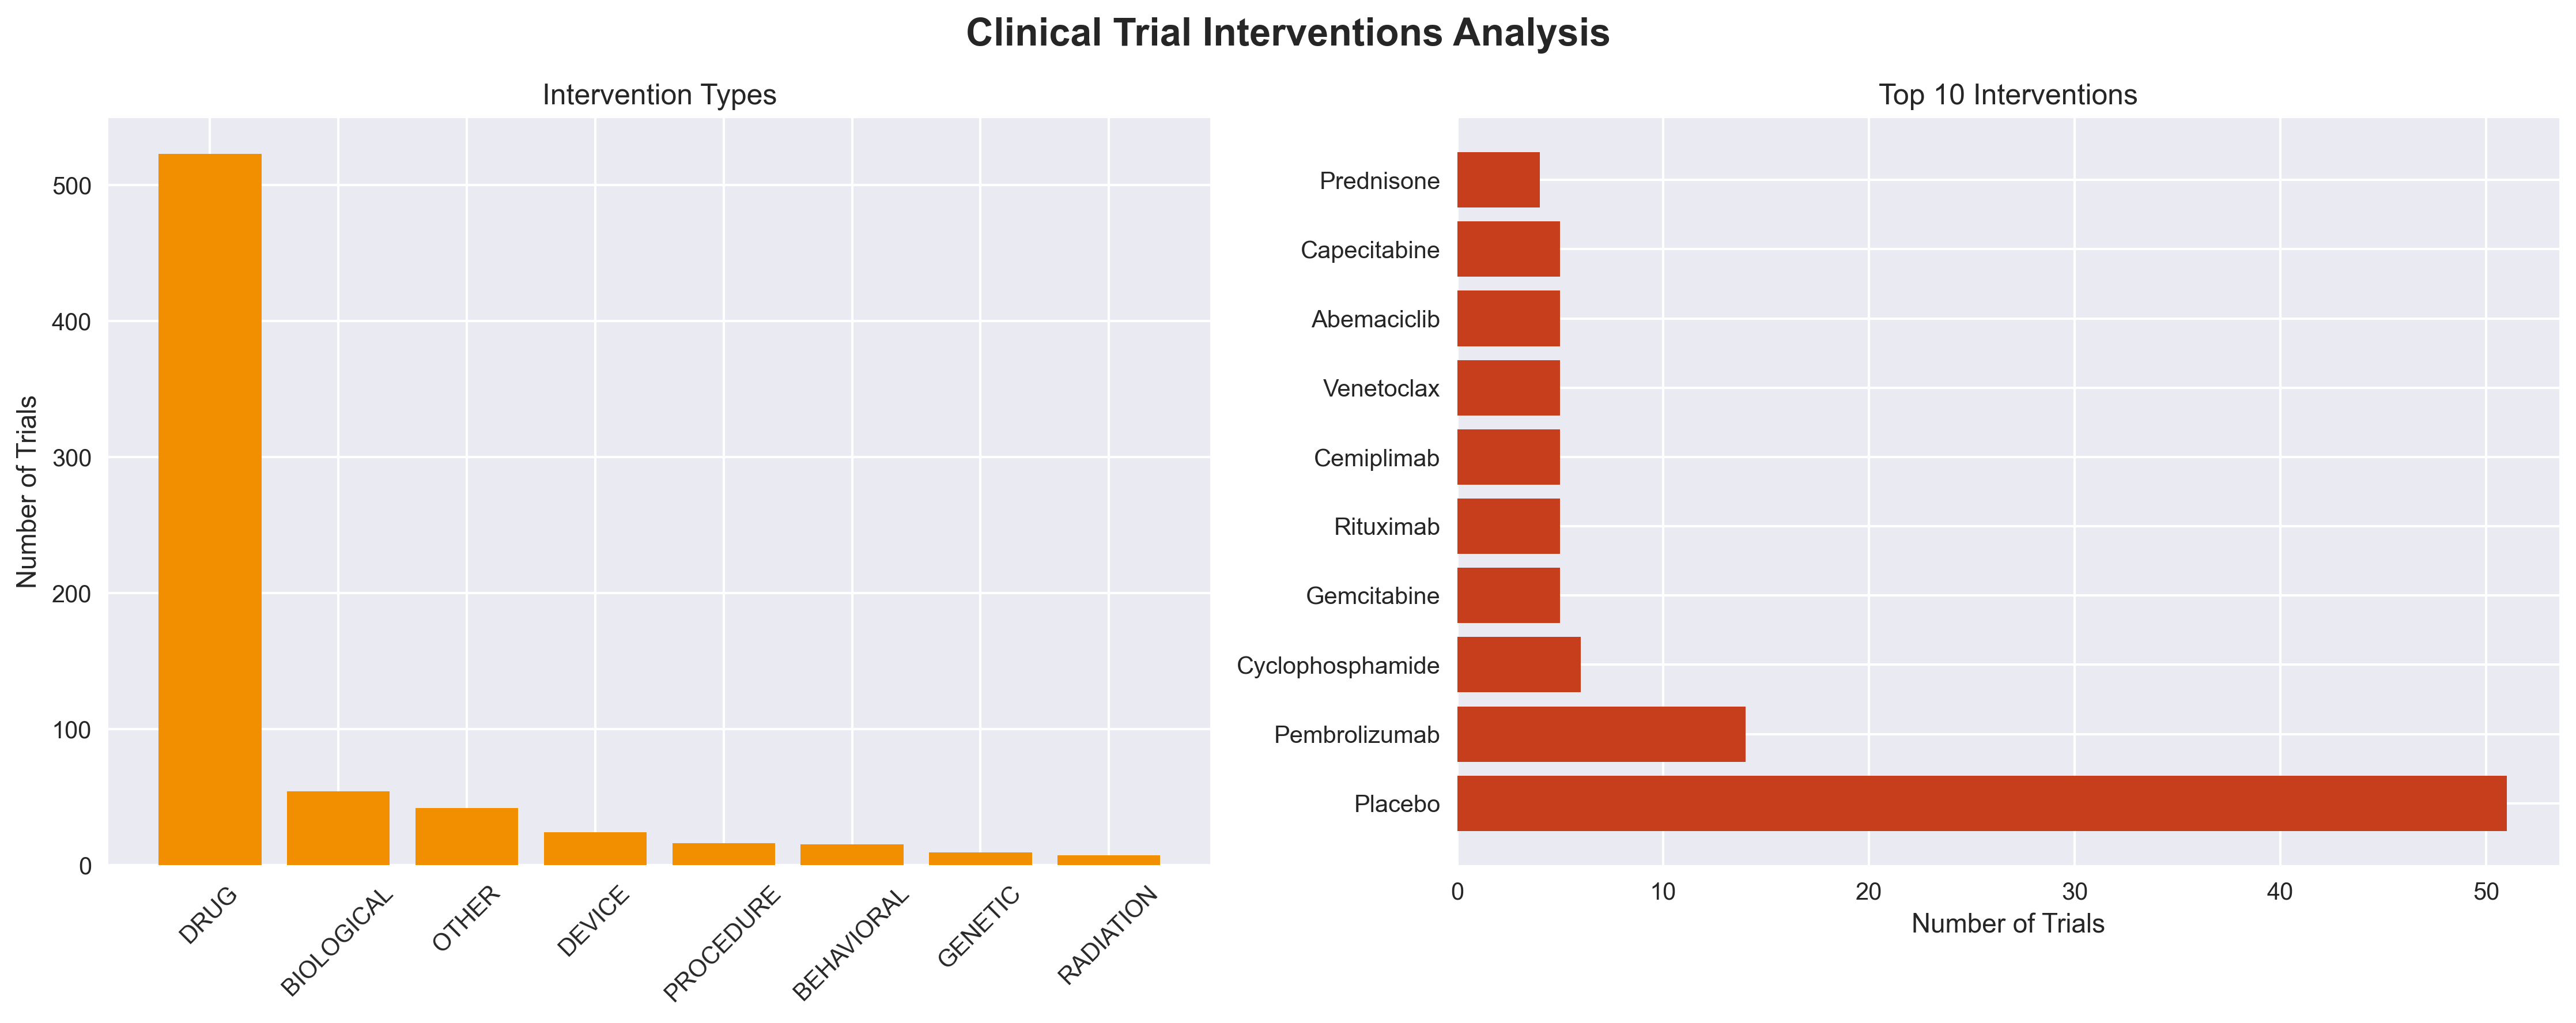 Clinical Trial Interventions Analysis
Intervention Types
Number of Trials
500
400
300
200
100
0
DRUG
BIOLOGICAL
OTHER
DEVICE
PROCEDURE
BEHAVIORAL
GENETIC
RADIATION
Top 10 Interventions
Prednisone
Capecitabine
Abemaciclib
Venetoclax
Cemiplimab
Rituximab
Gemcitabine
Cyclophosphamide
Pembrolizumab
Placebo
0 10 20 30 40 50
Number of Trials